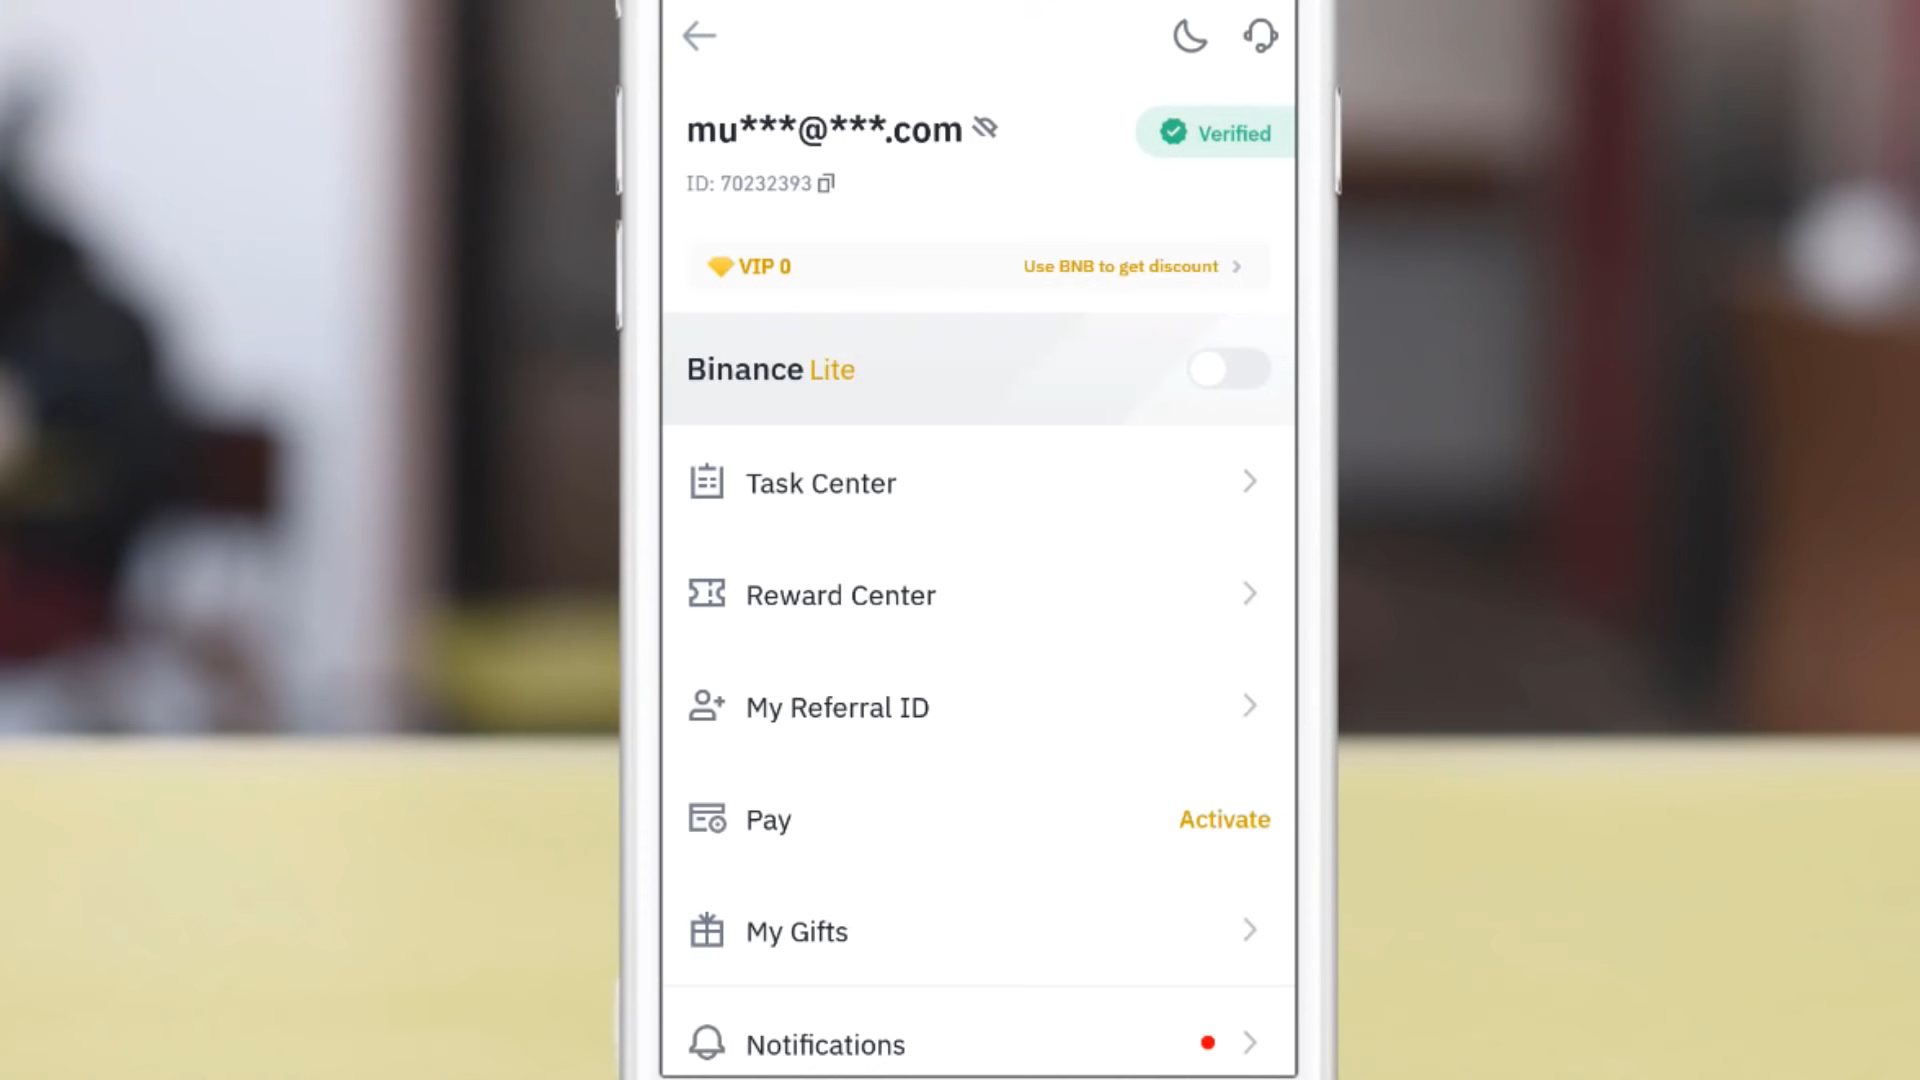 mu***@***.com
Verified
ID: 70232393
VIP 0
Use BNB to get discount
Binance Lite
Task Center
Reward Center
My Referral ID
Pay
Activate
My Gifts
Notifications